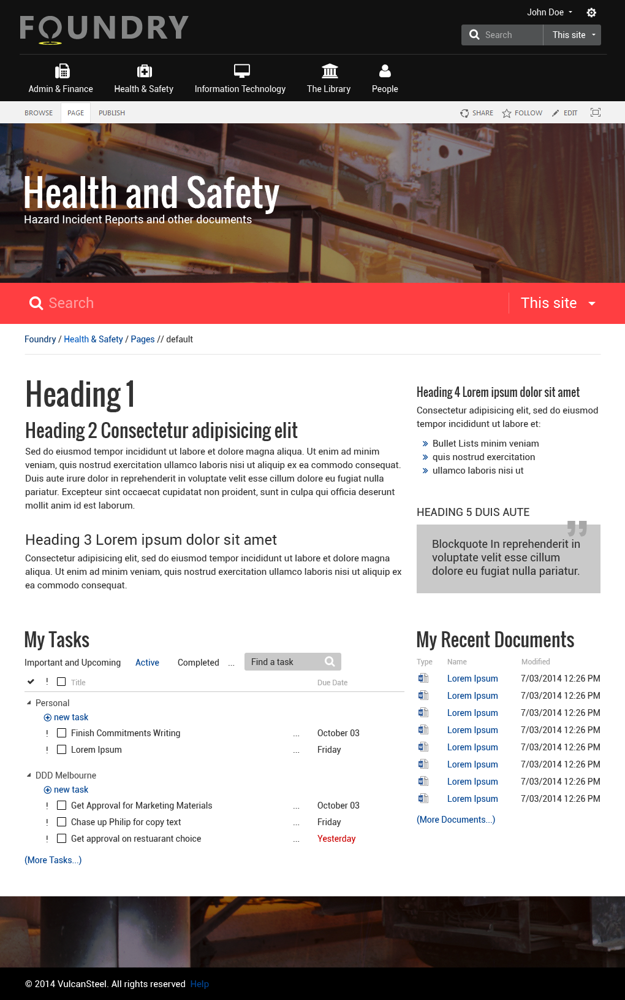 FOUNDRY
John Doe
Search This site
Admin & Finance Health & Safety Information Technology The Library People
BROWSE PAGE PUBLISH SHARE FOLLOW EDIT
Health and Safety
Hazard Incident Reports and other documents
Search This site
Foundry / Health & Safety / Pages // default
Heading 1
Heading 2 Consectetur adipisicing elit
Sed do eiusmod tempor incididunt ut labore et dolore magna aliqua. Ut enim ad minim
veniam, quis nostrud exercitation ullamco laboris nisi ut aliquip ex ea commodo consequat.
Duis aute irure dolor in reprehenderit in voluptate velit esse cillum dolore eu fugiat nulla
pariatur. Excepteur sint occaecat cupidatat non proident, sunt in culpa qui officia deserunt
mollit anim id est laborum.
Heading 3 Lorem ipsum dolor sit amet
Consectetur adipisicing elit, sed do eiusmod tempor incididunt ut labore et dolore magna
aliqua. Ut enim ad minim veniam, quis nostrud exercitation ullamco laboris nisi ut aliquip ex
ea commodo consequat.
Heading 4 Lorem ipsum dolor sit amet
Consectetur adipisicing elit, sed do eiusmod
tempor incididunt ut labore et:
» Bullet Lists minim veniam
» quis nostrud exercitation
» ullamco laboris nisi ut
HEADING 5 DUIS AUTE
”
Blockquote In reprehenderit in
voluptate velit esse cillum
dolore eu fugiat nulla pariatur.
My Tasks
Important and Upcoming Active Completed ... Find a task
! Title Due Date
Personal
new task
! Finish Commitments Writing ... October 03
! Lorem Ipsum ... Friday
DDD Melbourne
new task
! Get Approval for Marketing Materials ... October 03
! Chase up Philip for copy text ... Friday
! Get approval on restuarant choice ... Yesterday
(More Tasks...)
My Recent Documents
Type Name Modified
Lorem Ipsum 7/03/2014 12:26 PM
Lorem Ipsum 7/03/2014 12:26 PM
Lorem Ipsum 7/03/2014 12:26 PM
Lorem Ipsum 7/03/2014 12:26 PM
Lorem Ipsum 7/03/2014 12:26 PM
Lorem Ipsum 7/03/2014 12:26 PM
Lorem Ipsum 7/03/2014 12:26 PM
Lorem Ipsum 7/03/2014 12:26 PM
(More Documents...)
© 2014 VulcanSteel. All rights reserved Help